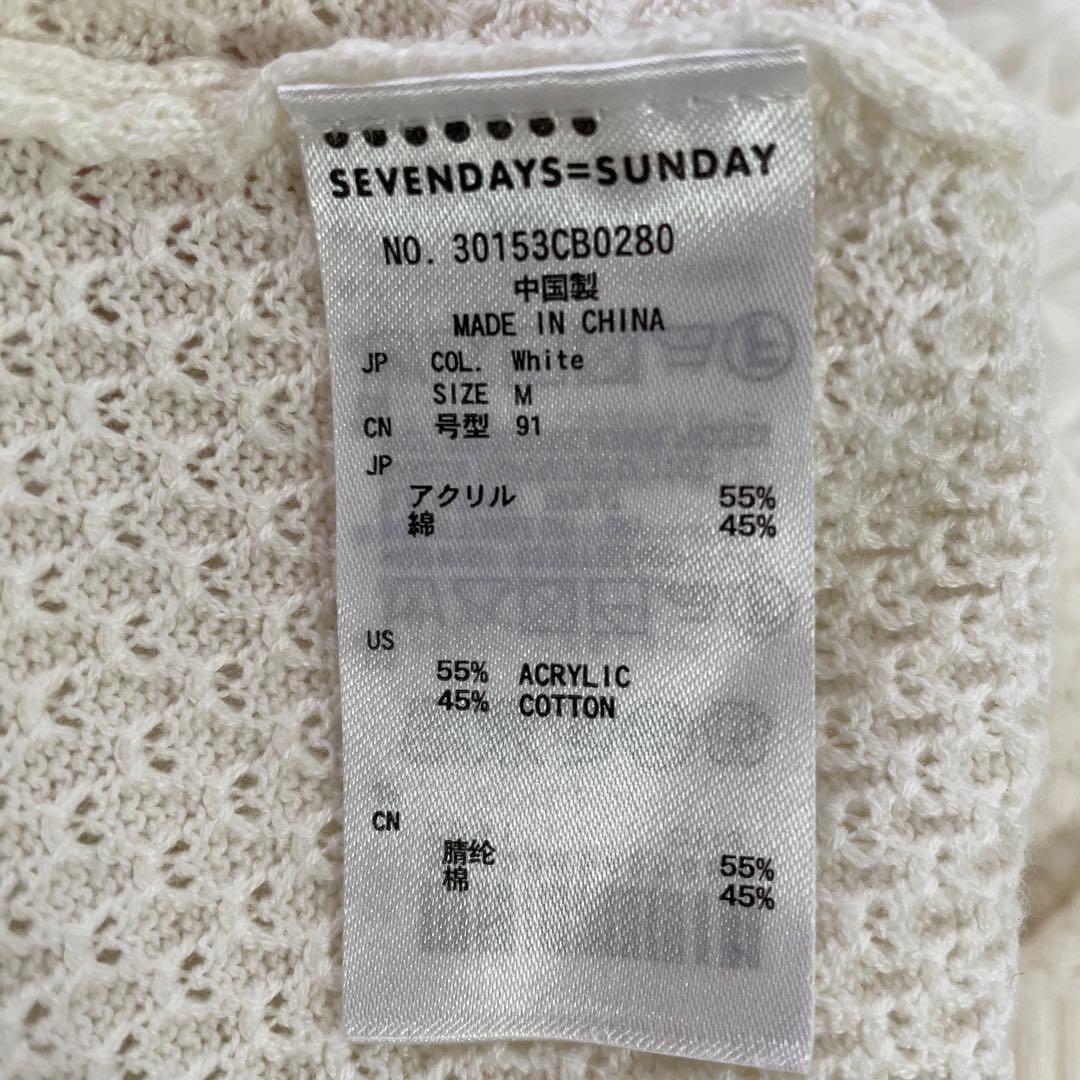 SEVENDAYS=SUNDAY
NO. 30153CB0280
中国製
MADE IN CHINA
JP COL. White
SIZE M
CN 号型 91
JP
アクリル 55%
綿 45%
US
55% ACRYLIC
45% COTTON
CN
腈纶 55%
棉 45%